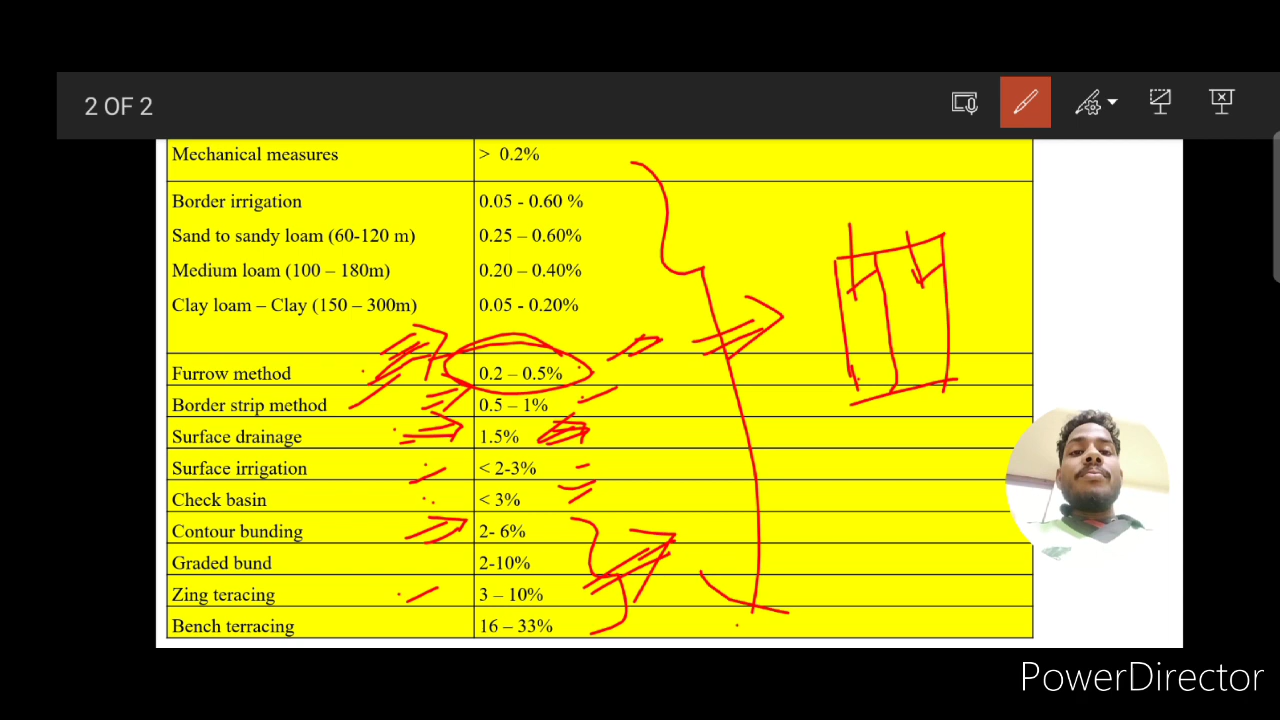 2 OF 2
Mechanical measures > 0.2%
Border irrigation 0.05 - 0.60 %
Sand to sandy loam (60-120 m) 0.25 – 0.60%
Medium loam (100 – 180m) 0.20 – 0.40%
Clay loam – Clay (150 – 300m) 0.05 - 0.20%
Furrow method 0.2 – 0.5%
Border strip method 0.5 – 1%
Surface drainage 1.5%
Surface irrigation < 2-3%
Check basin < 3%
Contour bunding 2- 6%
Graded bund 2-10%
Zing teracing 3 – 10%
Bench terracing 16 – 33%
PowerDirector